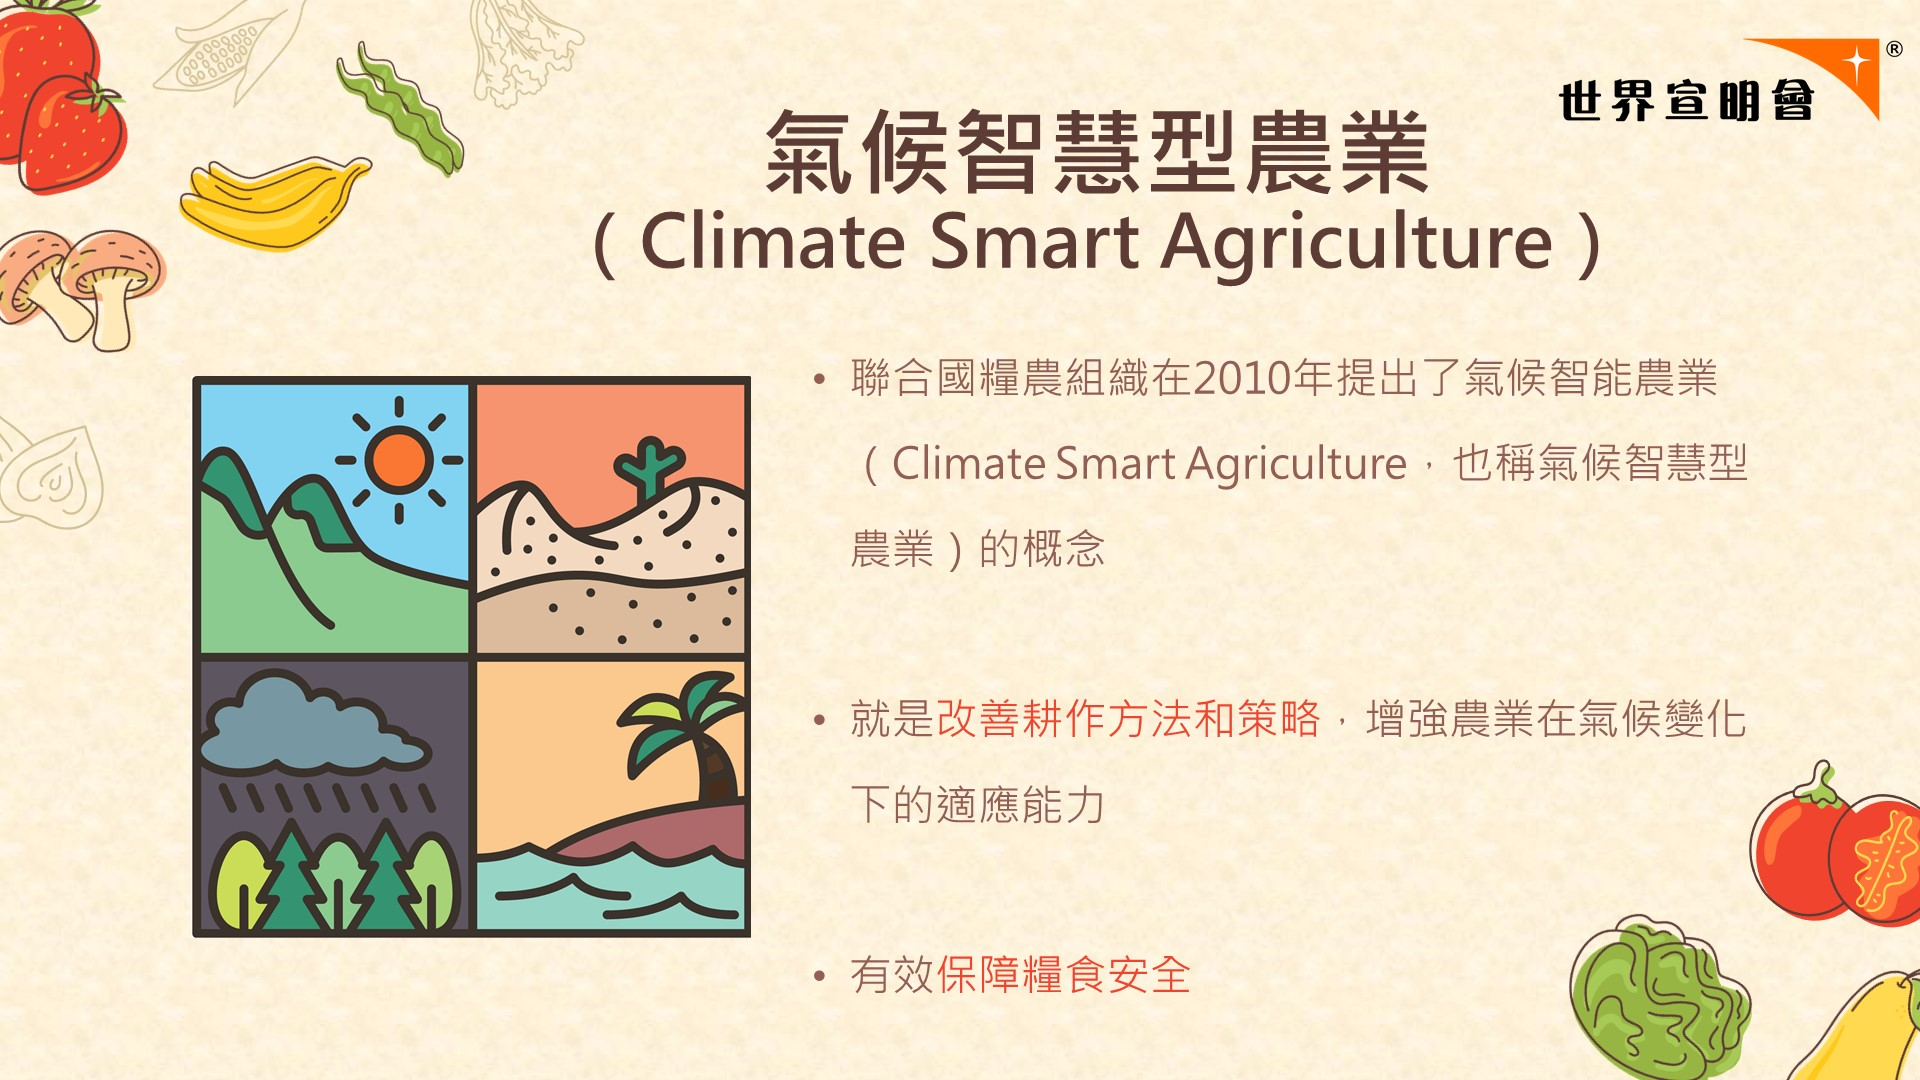 世界宣明會®
氣候智慧型農業
（Climate Smart Agriculture）
• 聯合國糧農組織在2010年提出了氣候智能農業
（Climate Smart Agriculture，也稱氣候智慧型
農業）的概念
• 就是改善耕作方法和策略，增強農業在氣候變化
下的適應能力
• 有效保障糧食安全